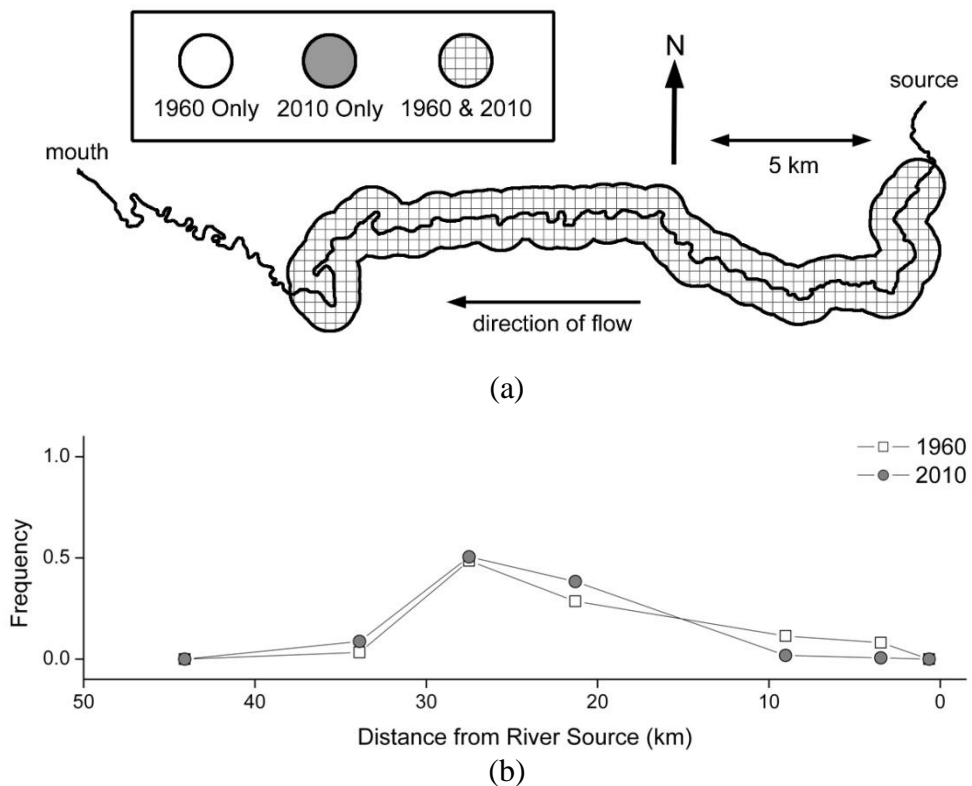 1960 Only 2010 Only 1960 & 2010
N
source
mouth
5 km
direction of flow
(a)
1960
2010
1.0
0.5
0.0
Frequency
50 40 30 20 10 0
Distance from River Source (km)
(b)